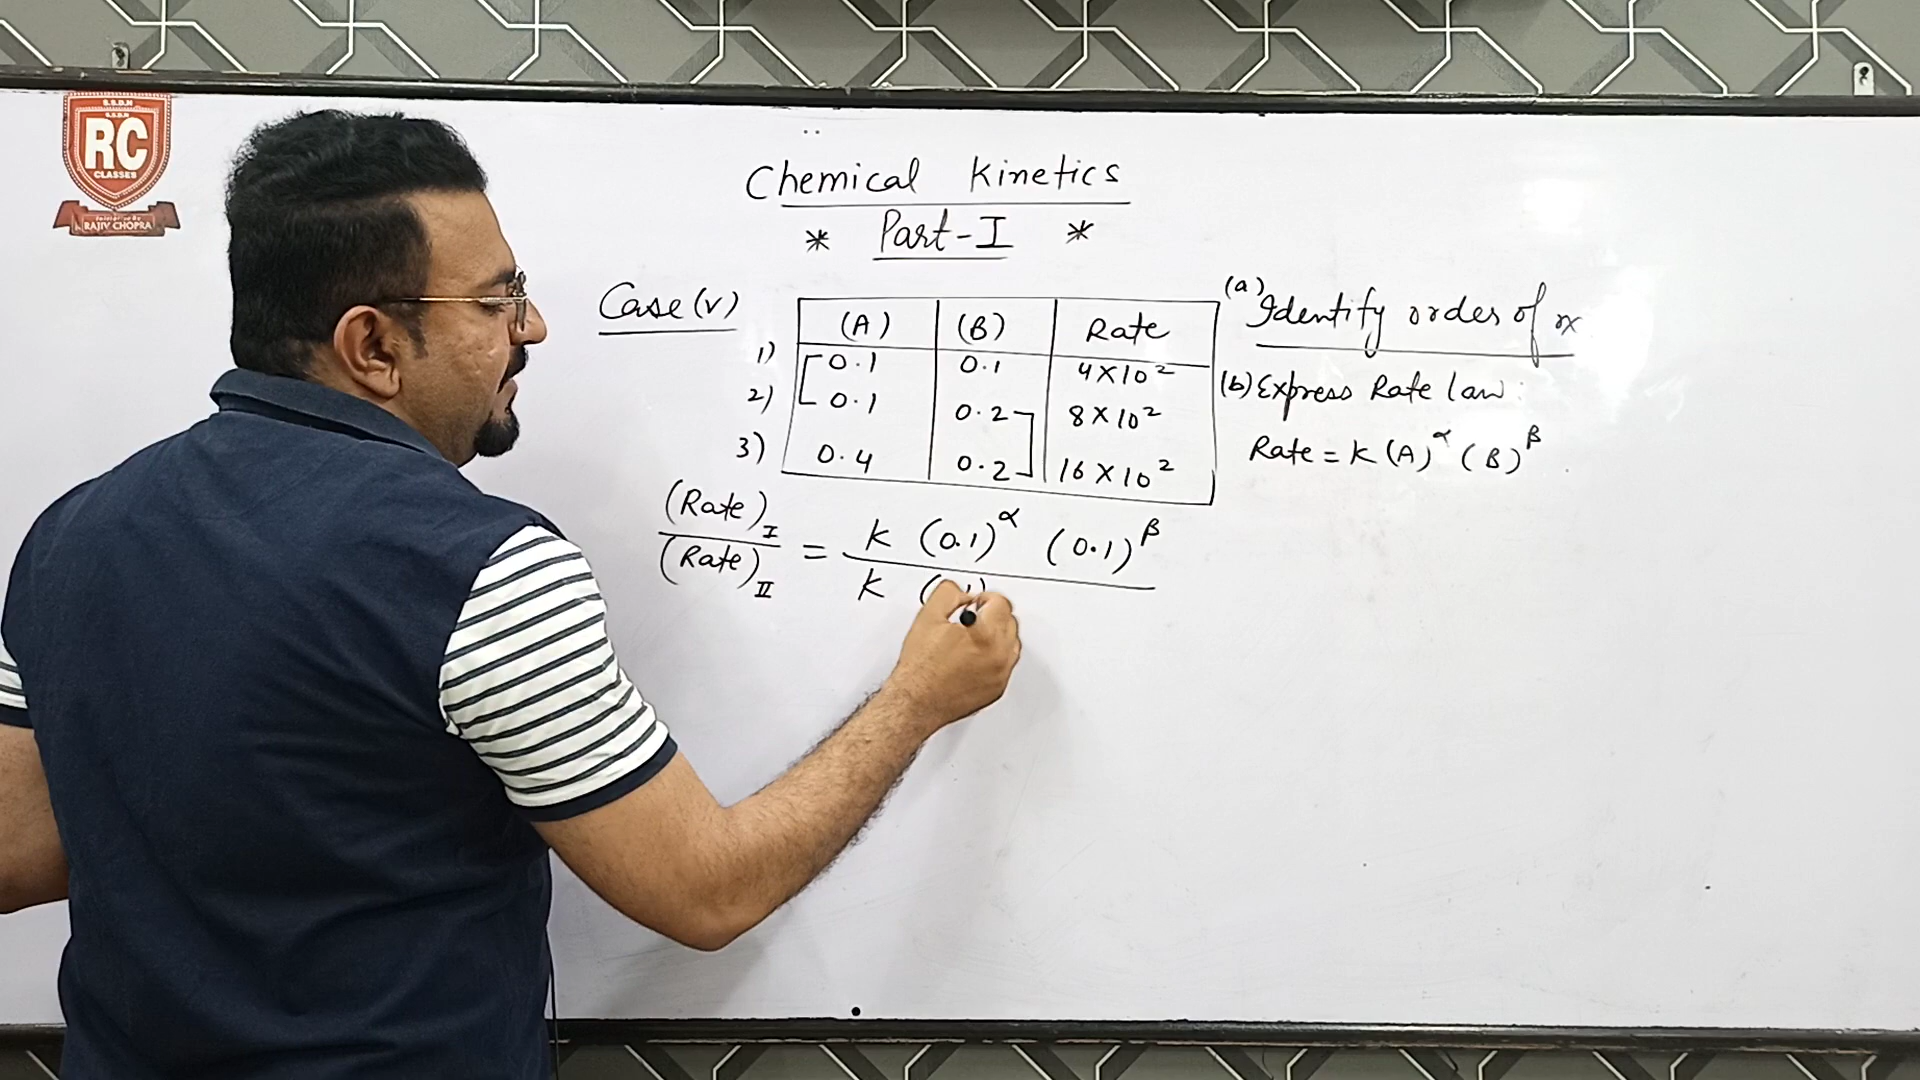 S.S.D.N
RC
CLASSES
RAJIV CHOPRA
Chemical Kinetics
* Part-I *
Case (V)
(A) (B) Rate
1) 0.1 0.1 4×10²
2) 0.1 0.2 8×10²
3) 0.4 0.2 16×10²
(a) Identify order of rx
(b) Express Rate law:
Rate = K (A)^α (B)^β
(Rate)_I / (Rate)_II = K (0.1)^α (0.1)^β / K (